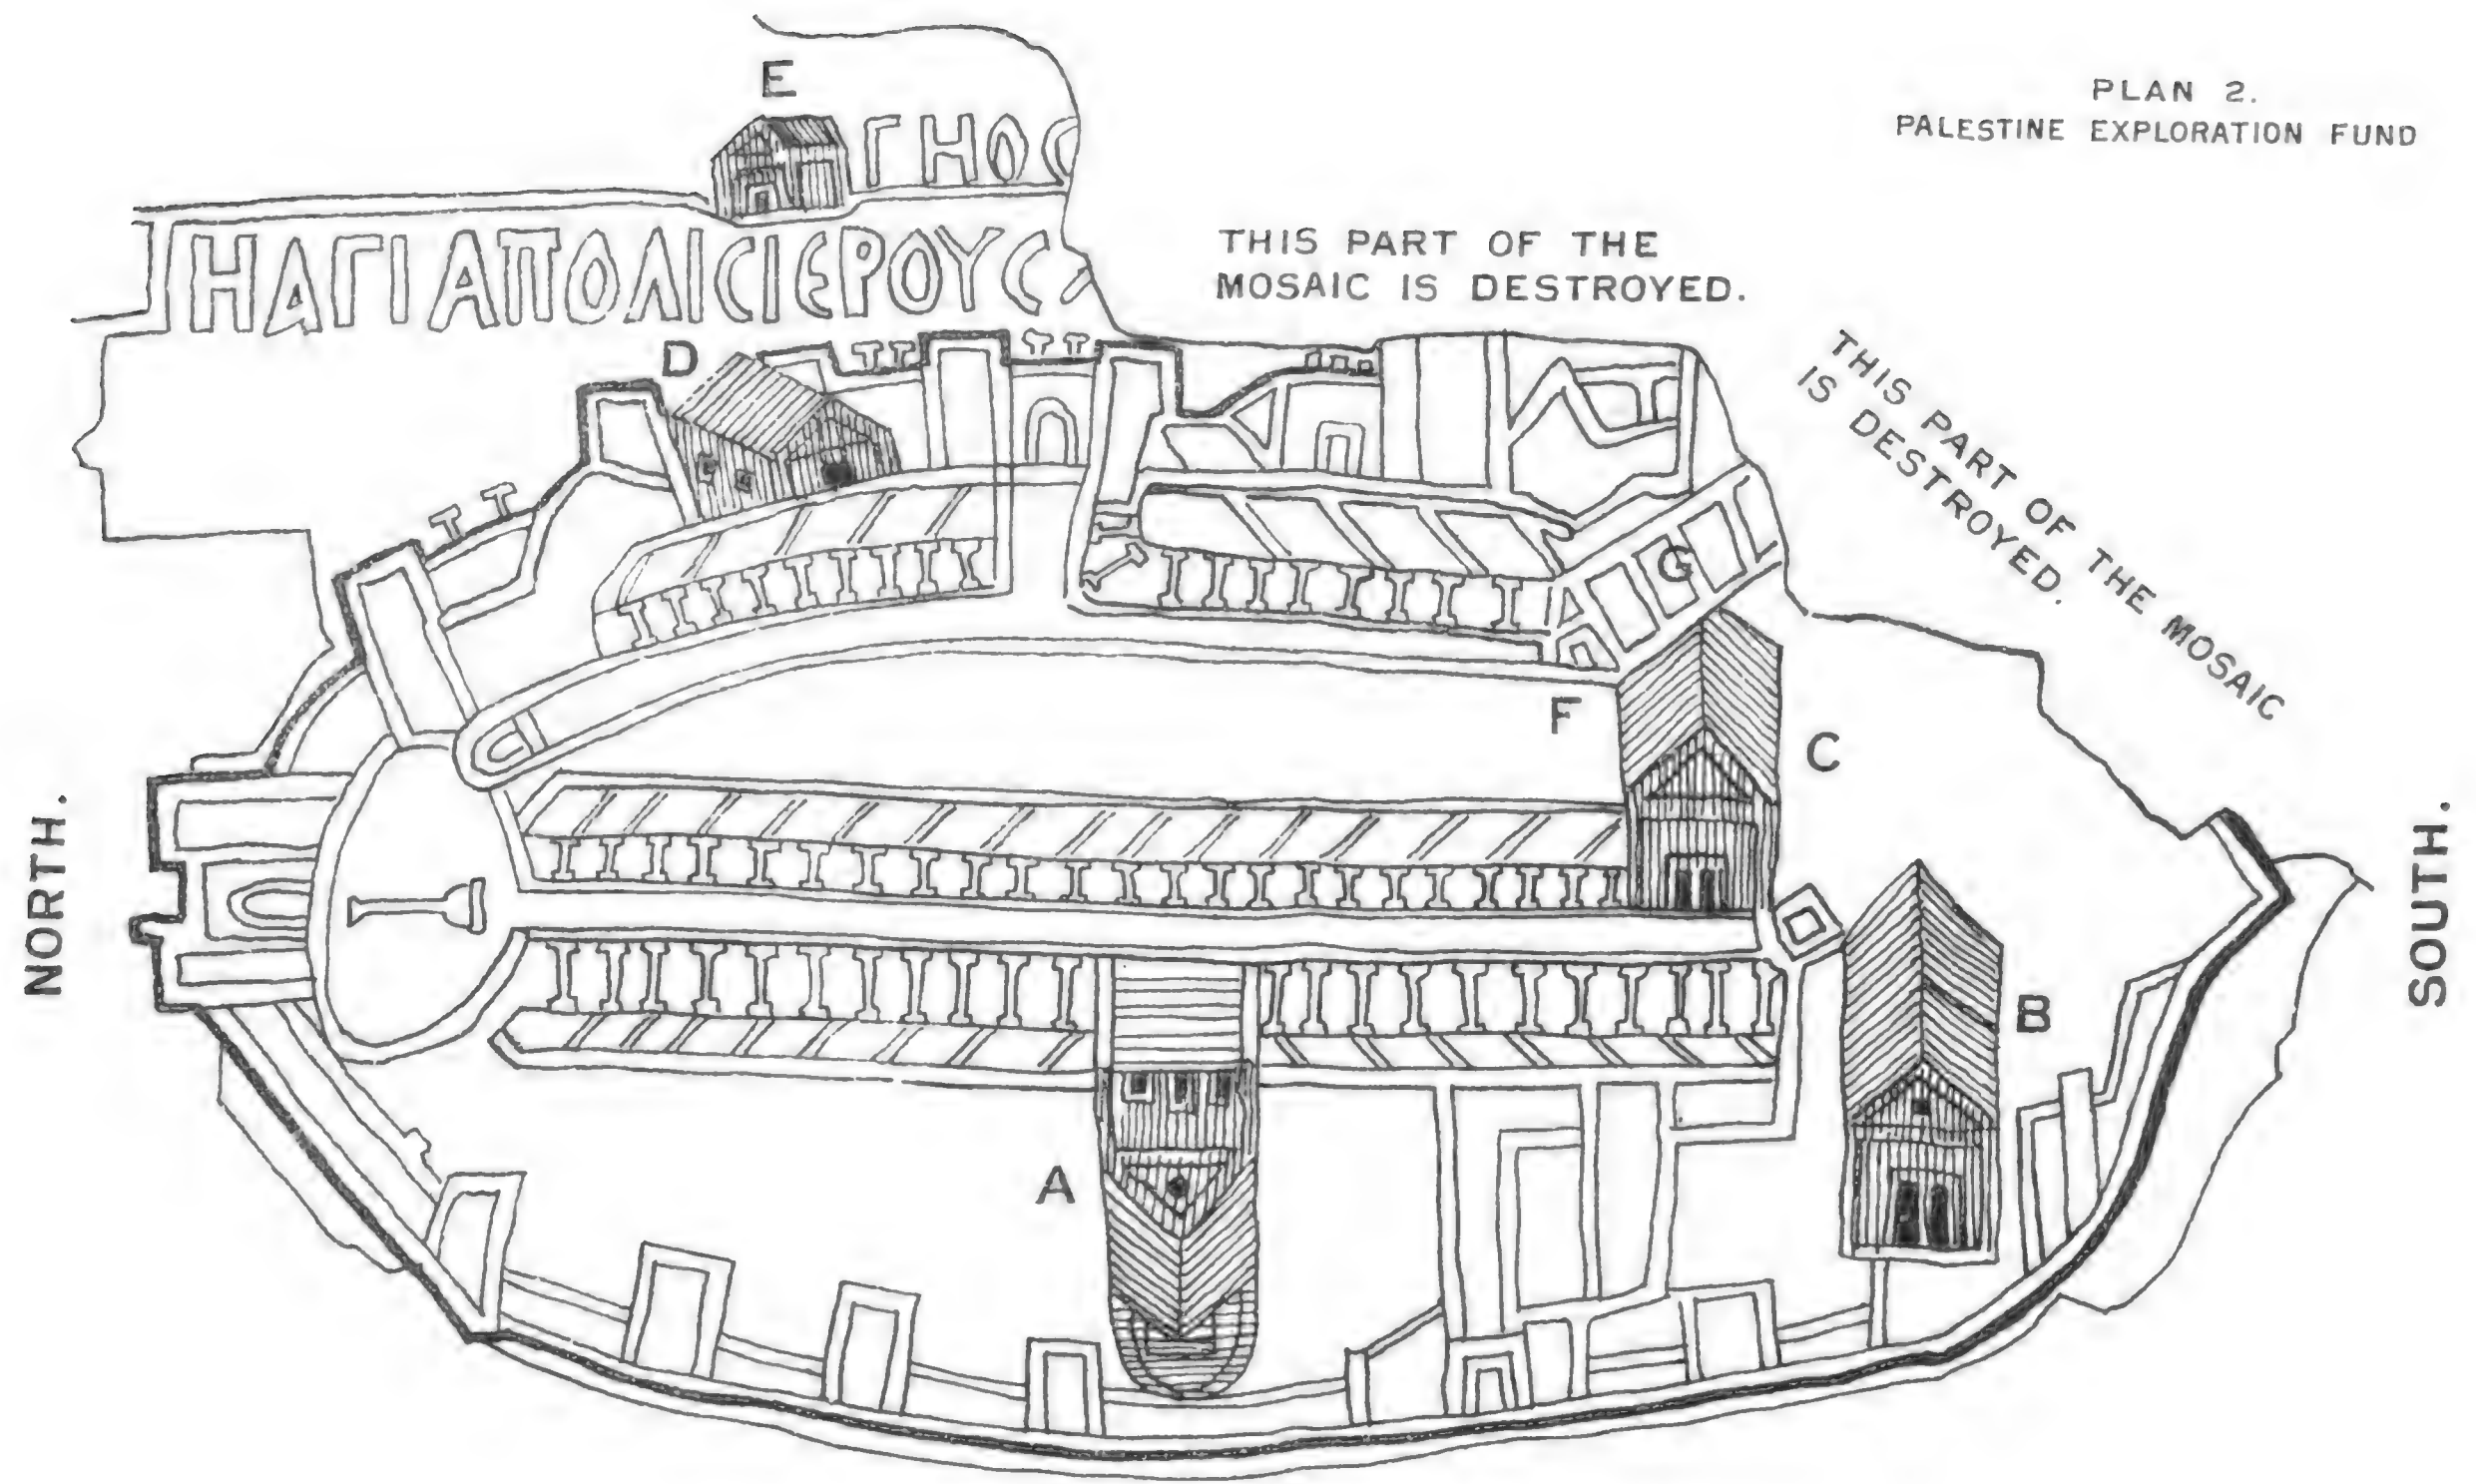 E
PLAN 2.
PALESTINE EXPLORATION FUND
ΓΗΟϹ
ΗΑΓΙΑΠΟΛΙϹΙΕΡΟΥϹ
THIS PART OF THE
MOSAIC IS DESTROYED.
D
THIS PART OF THE MOSAIC
IS DESTROYED.
G
F
C
NORTH.
SOUTH.
B
A